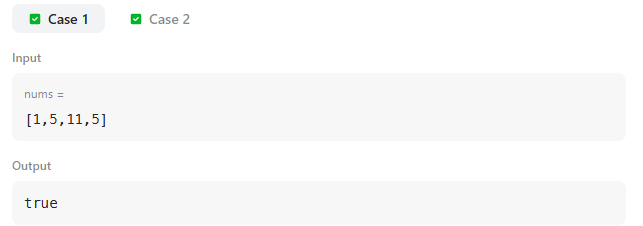 Case 1 Case 2
Input
nums =
[1,5,11,5]
Output
true